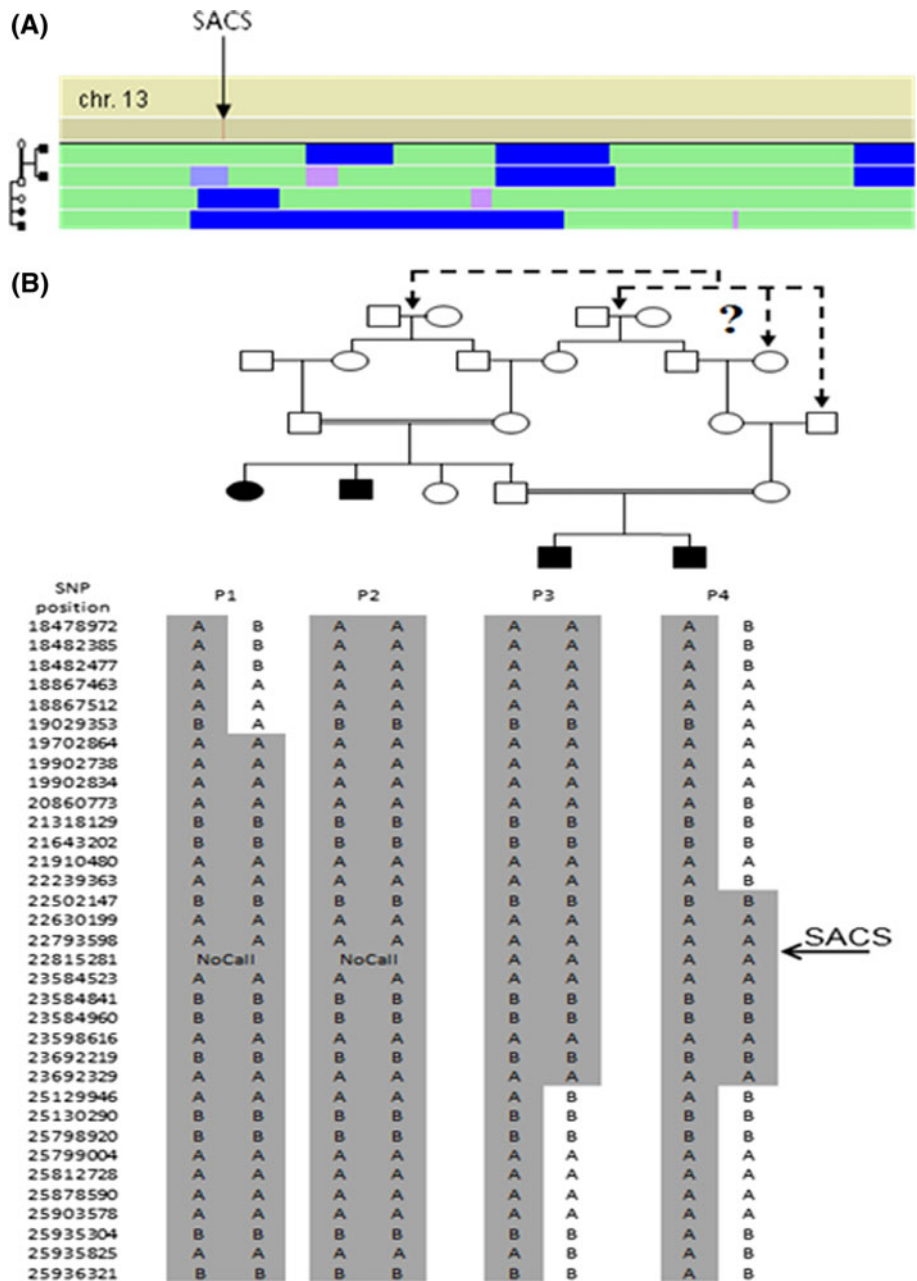 (A)
SACS
chr. 13
(B)
?
SNP position P1 P2 P3 P4
18478972 A B A A A A A B
18482385 A B A A A A A B
18482477 A B A A A A A B
18867463 A A A A A A A A
18867512 A A A A A A A A
19029353 B A B B B B B A
19702864 A A A A A A A A
19902738 A A A A A A A A
19902834 A A A A A A A A
20860773 A A A A A A A B
21318129 B B B B B B B B
21643202 B B B B B B B B
21910480 A A A A A A A A
22239363 A A A A A A A B
22502147 B B B B B B B B
22630199 A A A A A A A A
22793598 A A A A A A A A
SACS
22815281 NoCall NoCall A A A A
23584523 A A A A A A A A
23584841 B B B B B B B B
23584960 B B B B B B B B
23598616 A A A A A A A A
23692219 B B B B B B B B
23692329 A A A A A A A A
25129946 A A A A A B A B
25130290 B B B B B B B B
25798920 B B B B B B B B
25799004 A A A A A A A A
25812728 A A A A A A A A
25878590 A A A A A A A A
25903578 A A A A A A A A
25935304 B B B B B B B B
25935825 A A A A A B A B
25936321 B B B B B B A B